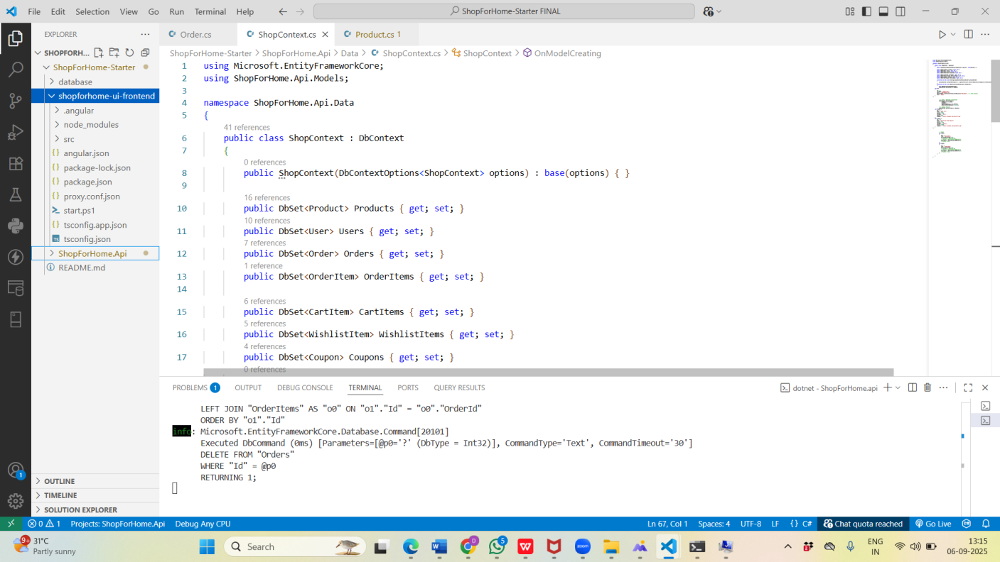 File Edit Selection View Go Run Terminal Help
ShopForHome-Starter FINAL
EXPLORER
SHOPFORH...
ShopForHome-Starter
database
shopforhome-ui-frontend
.angular
node_modules
src
angular.json
package-lock.json
package.json
proxy.conf.json
start.ps1
tsconfig.app.json
tsconfig.json
ShopForHome.Api
README.md
OUTLINE
TIMELINE
SOLUTION EXPLORER
Order.cs
ShopContext.cs
Product.cs 1
ShopForHome-Starter > ShopForHome.Api > Data > ShopContext.cs > ShopContext > OnModelCreating
1 using Microsoft.EntityFrameworkCore;
2 using ShopForHome.Api.Models;
3
4 namespace ShopForHome.Api.Data
5 {
41 references
6 public class ShopContext : DbContext
7 {
0 references
8 public ShopContext(DbContextOptions<ShopContext> options) : base(options) { }
9
16 references
10 public DbSet<Product> Products { get; set; }
10 references
11 public DbSet<User> Users { get; set; }
7 references
12 public DbSet<Order> Orders { get; set; }
1 reference
13 public DbSet<OrderItem> OrderItems { get; set; }
14
6 references
15 public DbSet<CartItem> CartItems { get; set; }
5 references
16 public DbSet<WishlistItem> WishlistItems { get; set; }
4 references
17 public DbSet<Coupon> Coupons { get; set; }
0 references
PROBLEMS 1 OUTPUT DEBUG CONSOLE TERMINAL PORTS QUERY RESULTS
dotnet - ShopForHome.api
LEFT JOIN "OrderItems" AS "o0" ON "o1"."Id" = "o0"."OrderId"
ORDER BY "o1"."Id"
info: Microsoft.EntityFrameworkCore.Database.Command[20101]
Executed DbCommand (0ms) [Parameters=[@p0='?' (DbType = Int32)], CommandType='Text', CommandTimeout='30']
DELETE FROM "Orders"
WHERE "Id" = @p0
RETURNING 1;
1
0 1 Projects: ShopForHome.Api Debug Any CPU
Ln 67, Col 1 Spaces: 4 UTF-8 LF {} C# Chat quota reached Go Live
9+
31°C
Partly sunny
Search
5
zoom
ENG
IN
13:15
06-09-2025